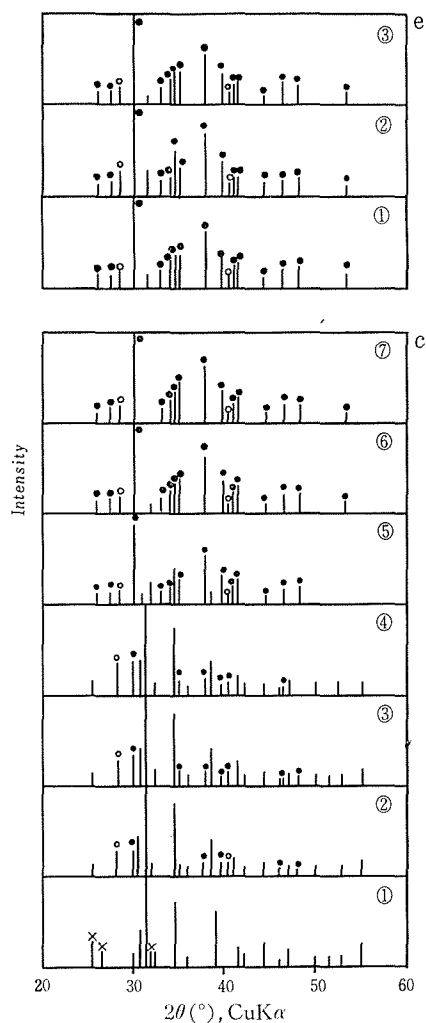 e
③
②
①
c
⑦
⑥
⑤
④
③
②
①
Intensity
20 30 40 50 60
2θ(°), CuKα